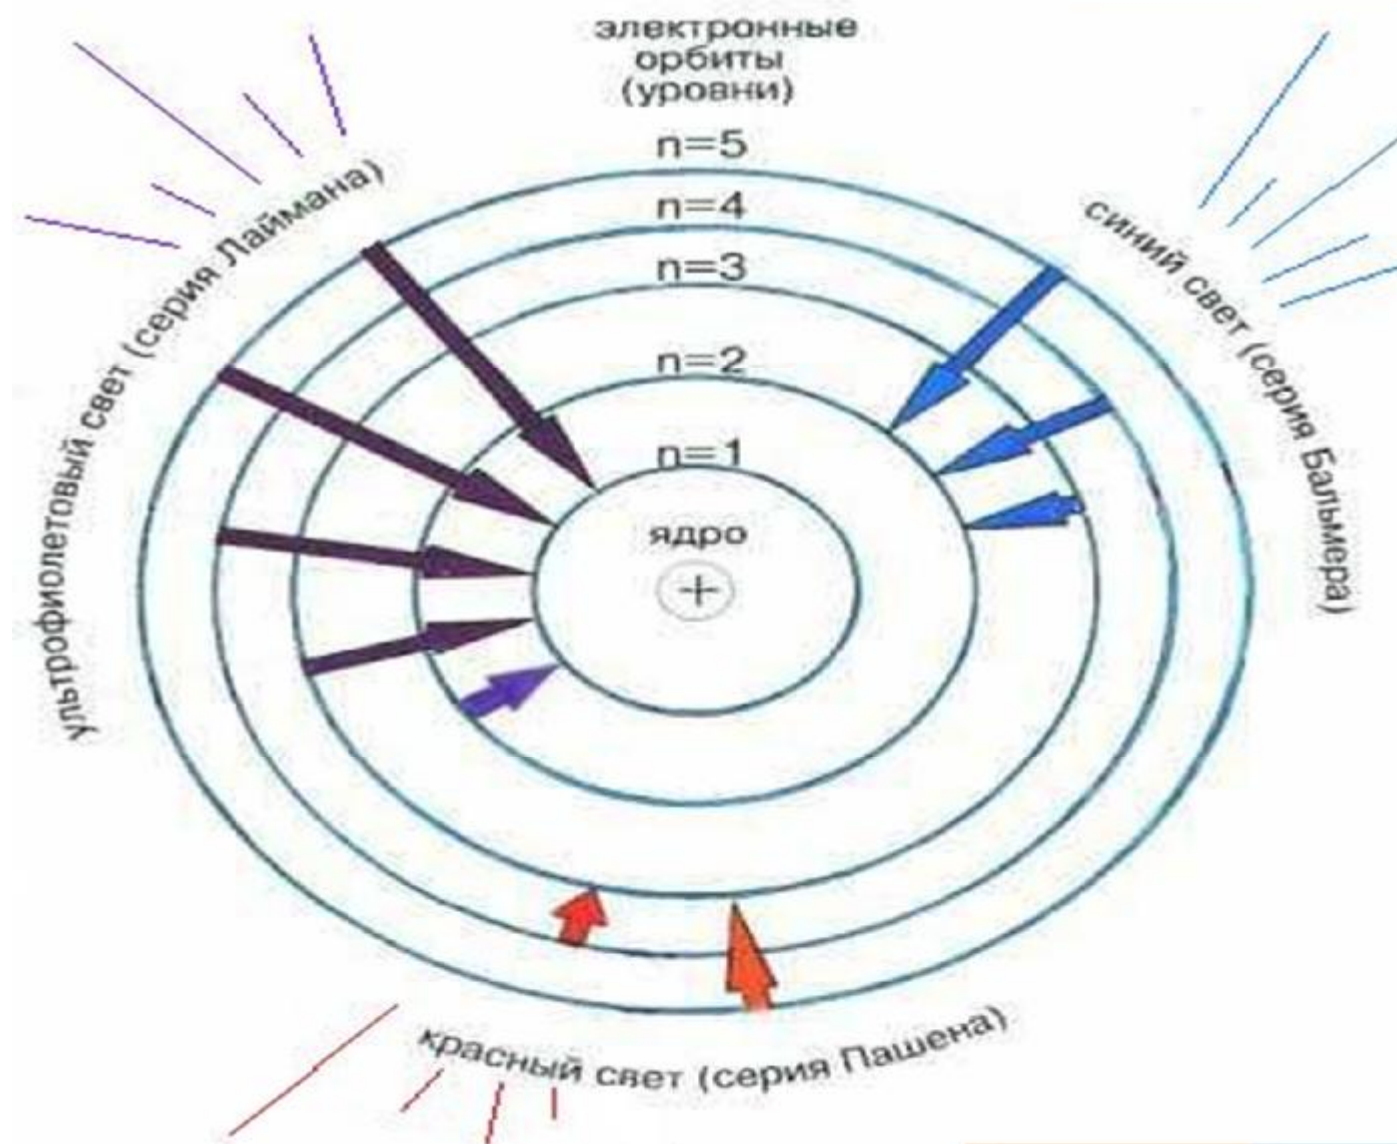 электронные
орбиты
(уровни)
n=5
n=4
n=3
n=2
n=1
ядро
+
ультрофиолетовый свет (серия Лаймана)
синий свет (серия Бальмера)
красный свет (серия Пашена)